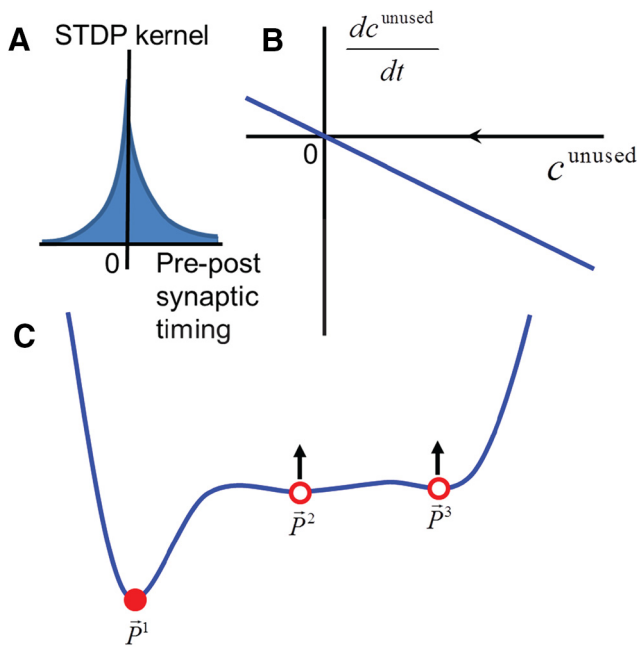 A
STDP kernel
0
Pre-post
synaptic
timing
B
dc^unused
dt
0
c^unused
C
P⃗¹
P⃗²
P⃗³